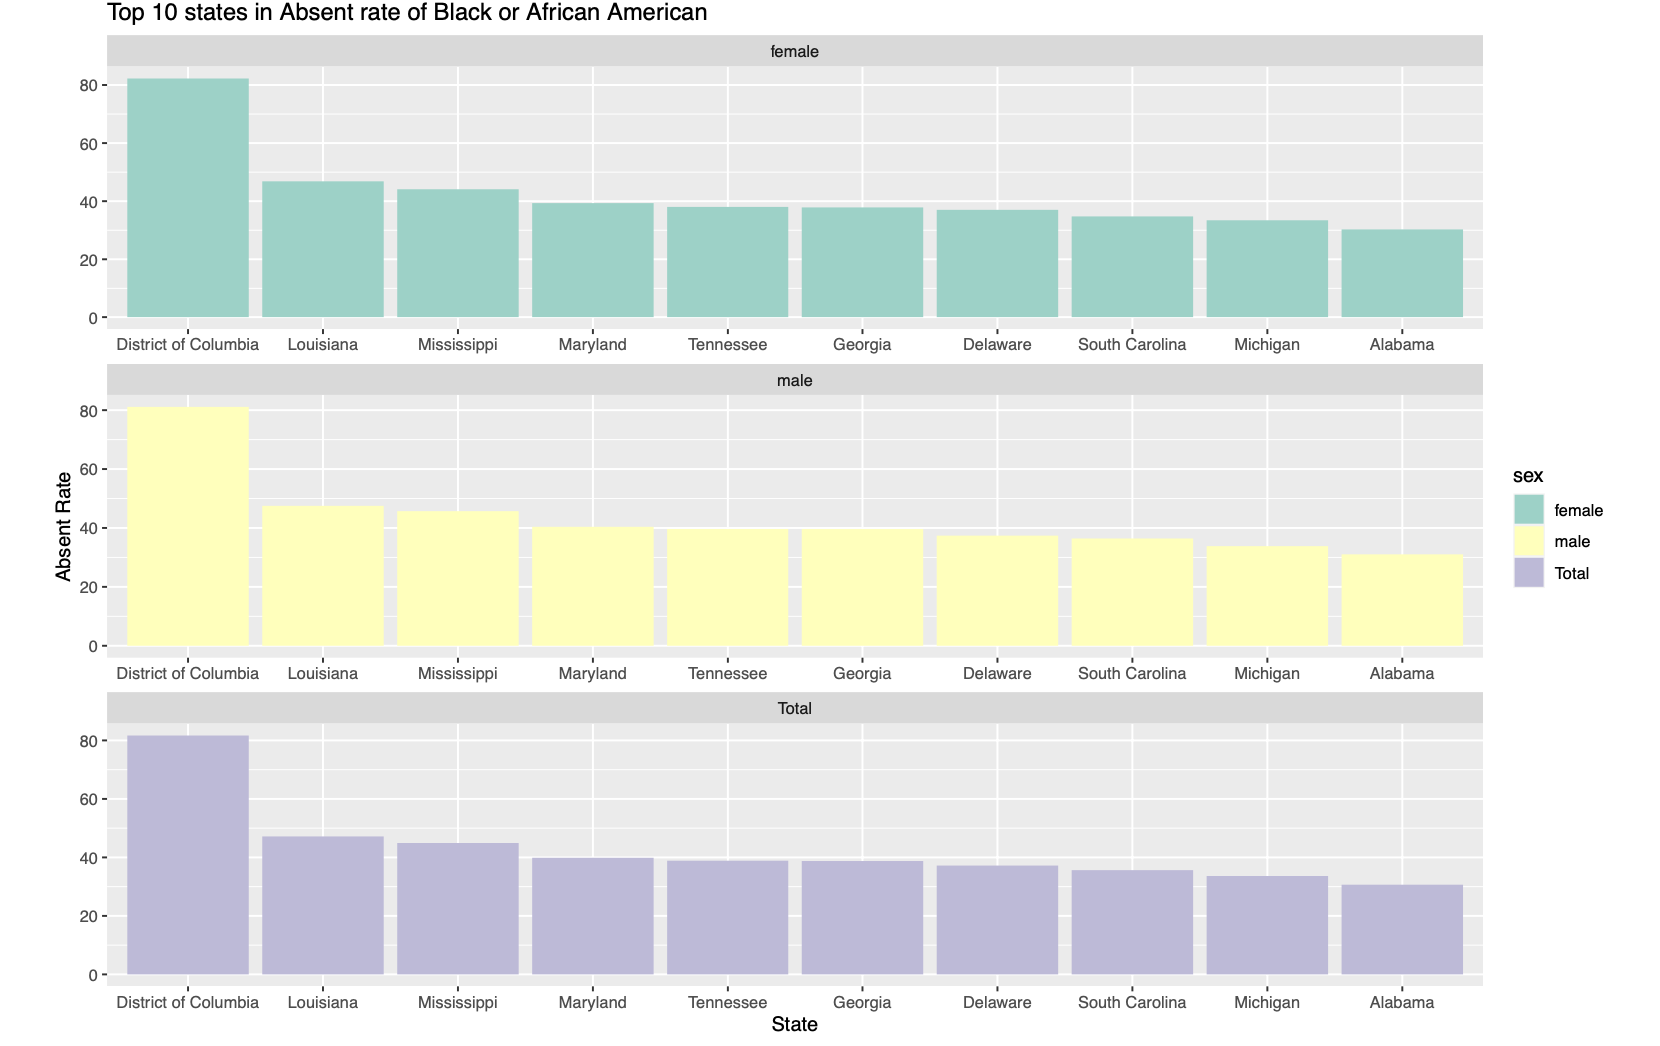 Top 10 states in Absent rate of Black or African American
female
80
60
40
20
0
District of Columbia Louisiana Mississippi Maryland Tennessee Georgia Delaware South Carolina Michigan Alabama
male
80
60
40
20
0
District of Columbia Louisiana Mississippi Maryland Tennessee Georgia Delaware South Carolina Michigan Alabama
Total
80
60
40
20
0
District of Columbia Louisiana Mississippi Maryland Tennessee Georgia Delaware South Carolina Michigan Alabama
State
Absent Rate
sex
female
male
Total